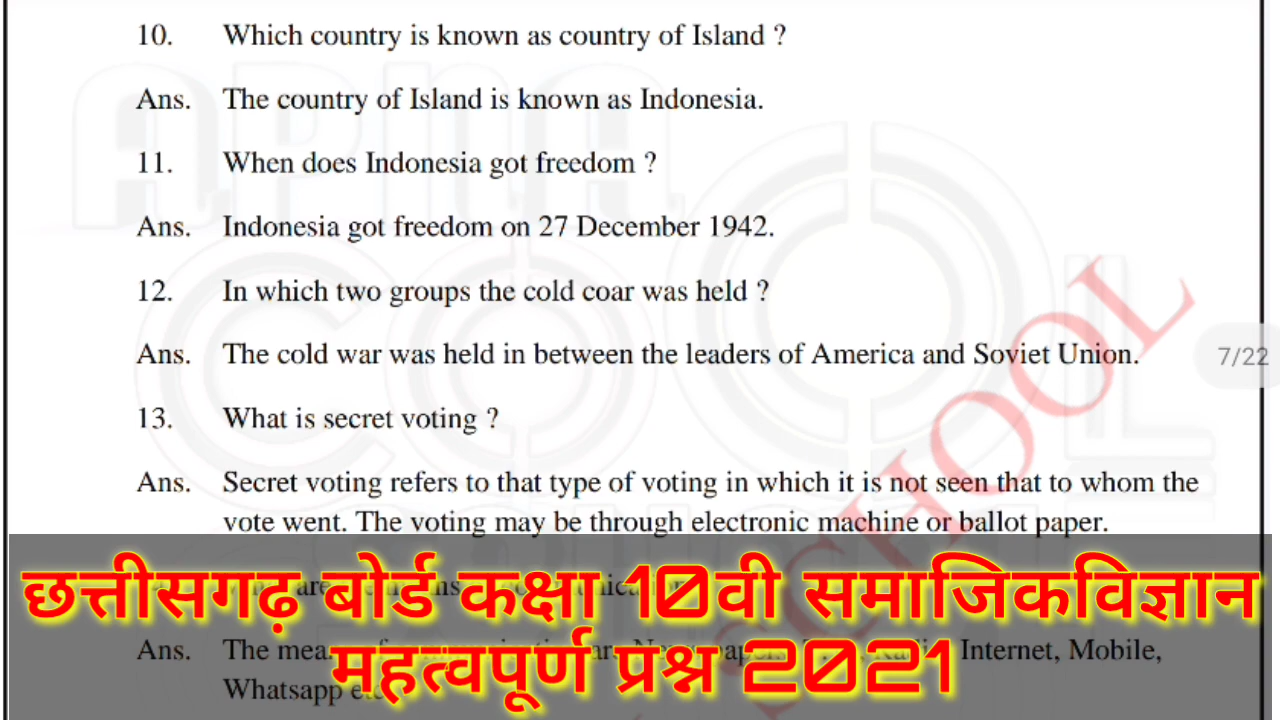 10. Which country is known as country of Island ?
Ans. The country of Island is known as Indonesia.
11. When does Indonesia got freedom ?
Ans. Indonesia got freedom on 27 December 1942.
12. In which two groups the cold coar was held ?
Ans. The cold war was held in between the leaders of America and Soviet Union.
7/22
13. What is secret voting ?
Ans. Secret voting refers to that type of voting in which it is not seen that to whom the
vote went. The voting may be through electronic machine or ballot paper.
छत्तीसगढ़ बोर्ड कक्षा 10वी समाजिकविज्ञान
महत्वपूर्ण प्रश्न 2021
Ans. The Internet, Mobile,
Whatsapp
SCHOOL
APNA